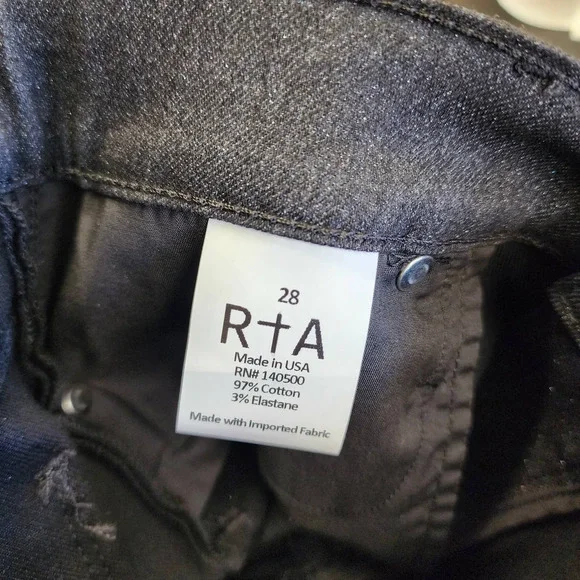 28
R†A
Made in USA
RN# 140500
97% Cotton
3% Elastane
Made with Imported Fabric